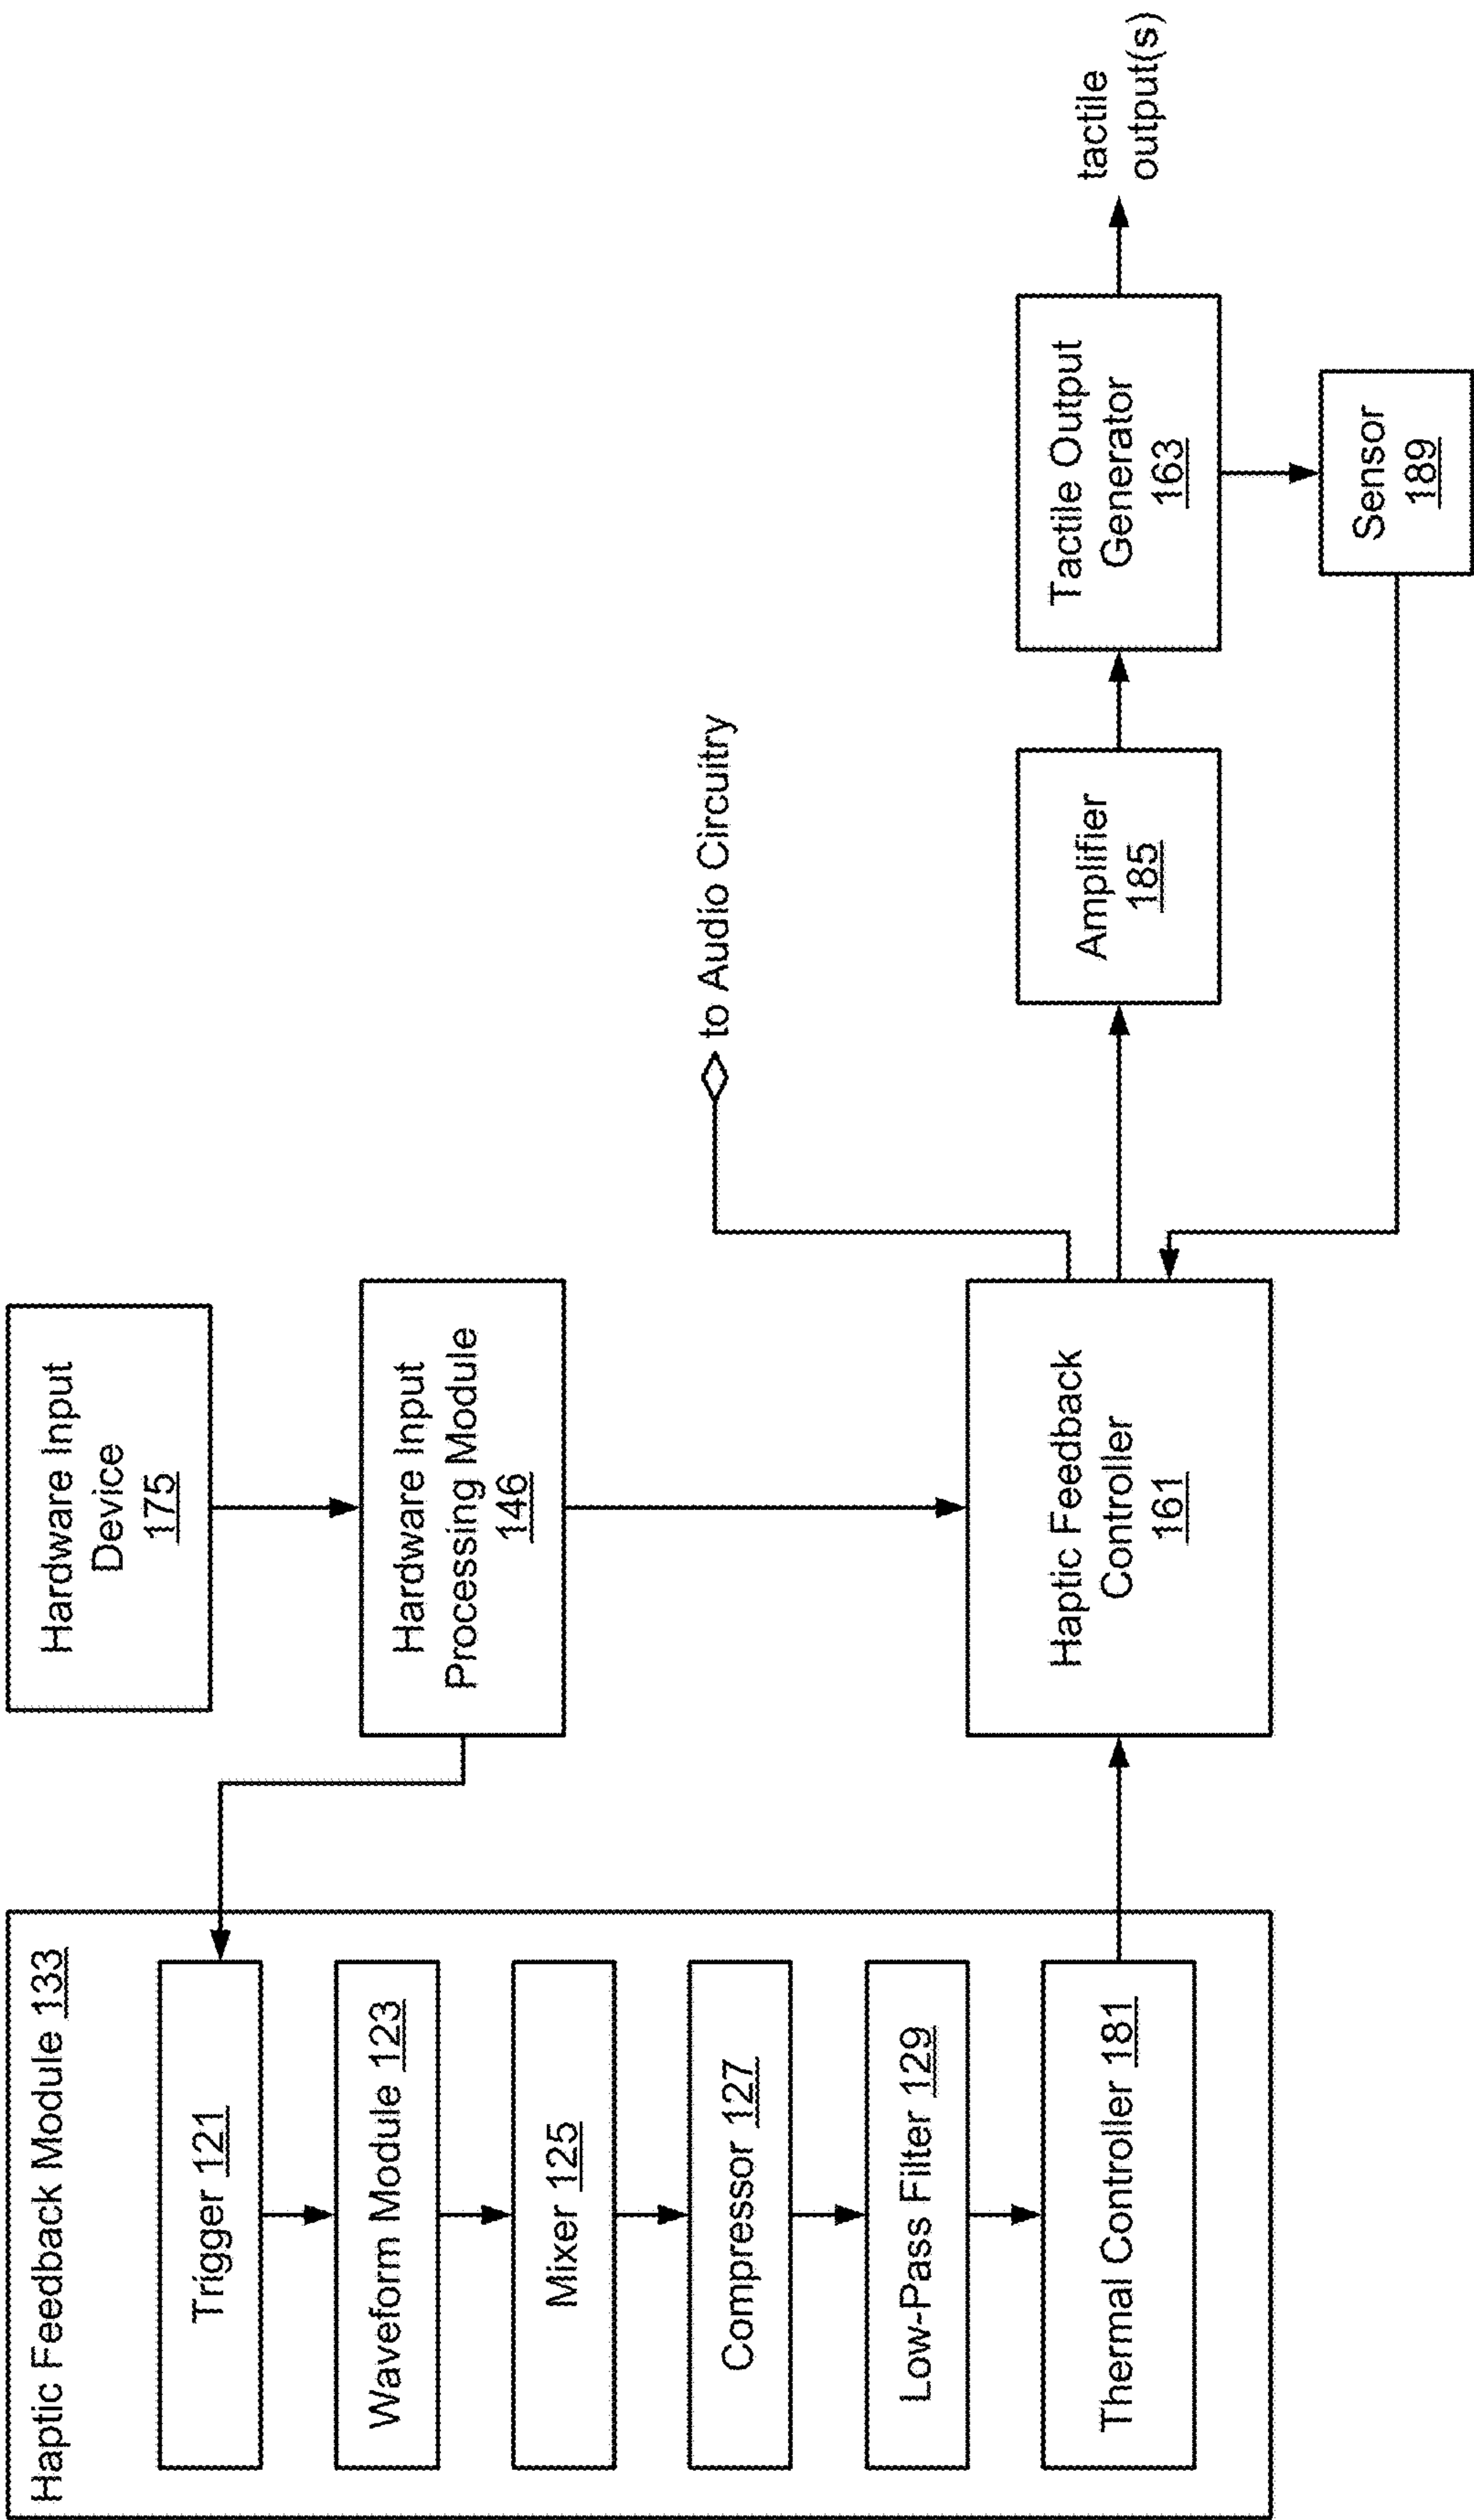 Haptic Feedback Module 133
Trigger 121
Waveform Module 123
Mixer 125
Compressor 127
Low-Pass Filter 129
Thermal Controller 181
Hardware Input
Device
175
Hardware Input
Processing Module
146
Haptic Feedback
Controller
161
to Audio Circuitry
Amplifier
185
Tactile Output
Generator
163
Sensor
189
tactile
output(s)